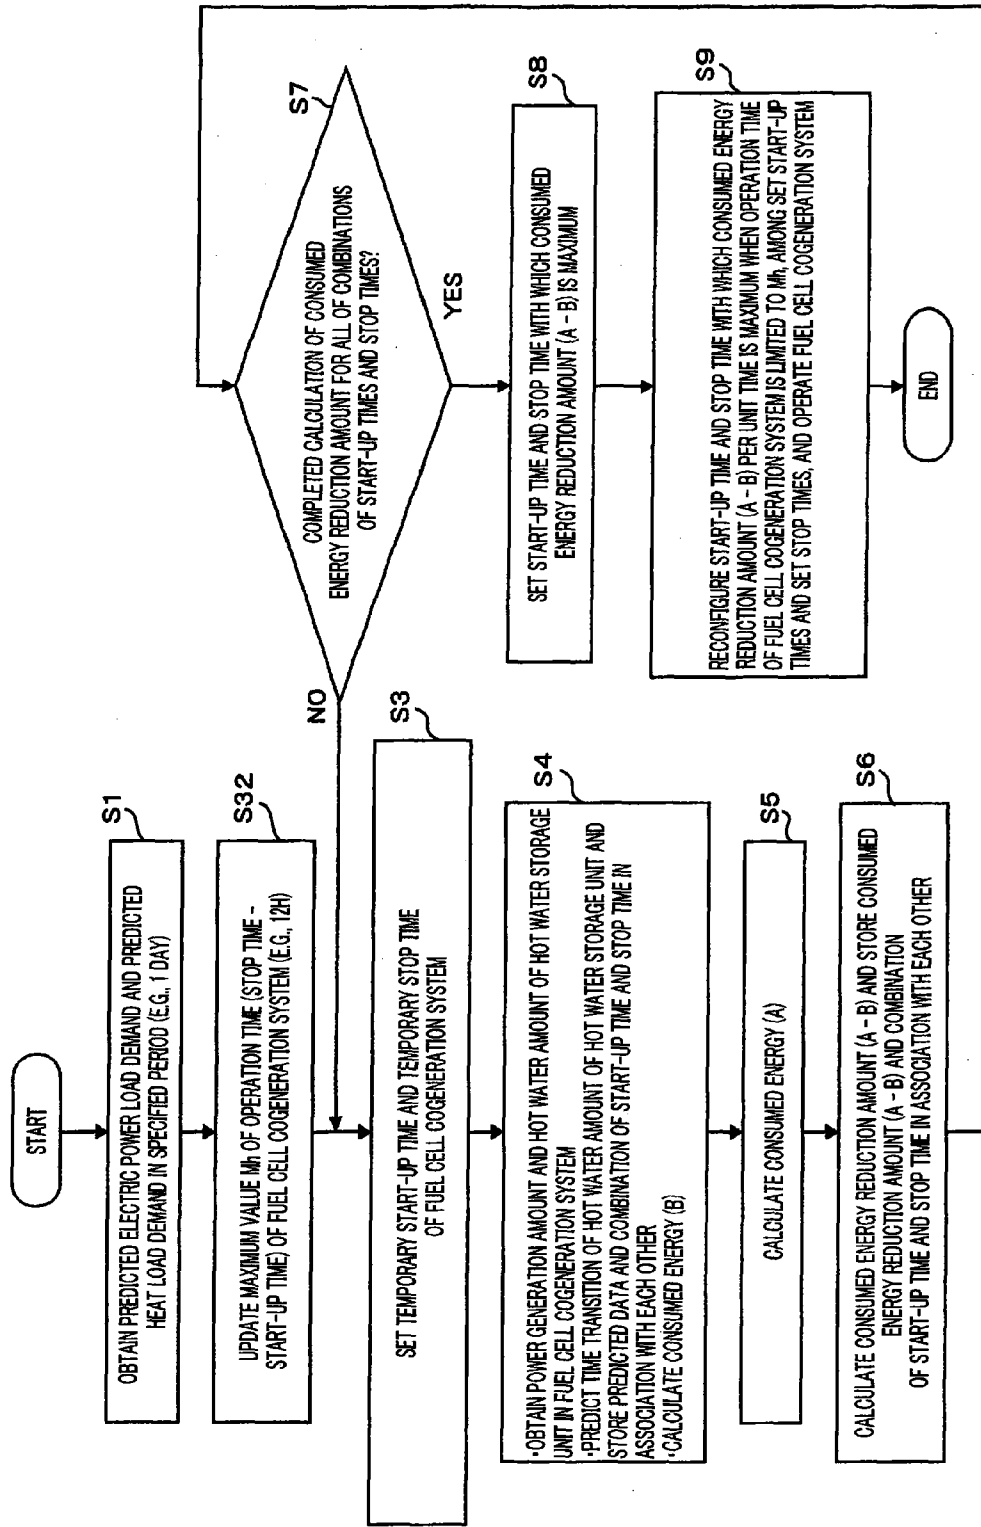 START
S1
OBTAIN PREDICTED ELECTRIC POWER LOAD DEMAND AND PREDICTED
HEAT LOAD DEMAND IN SPECIFIED PERIOD (E.G., 1 DAY)
S32
UPDATE MAXIMUM VALUE Mh OF OPERATION TIME (STOP TIME –
START-UP TIME) OF FUEL CELL COGENERATION SYSTEM (E.G., 12H)
S3
SET TEMPORARY START-UP TIME AND TEMPORARY STOP TIME
OF FUEL CELL COGENERATION SYSTEM
S4
•OBTAIN POWER GENERATION AMOUNT AND HOT WATER AMOUNT OF HOT WATER STORAGE
UNIT IN FUEL CELL COGENERATION SYSTEM
•PREDICT TIME TRANSITION OF HOT WATER AMOUNT OF HOT WATER STORAGE UNIT AND
STORE PREDICTED DATA AND COMBINATION OF START-UP TIME AND STOP TIME IN
ASSOCIATION WITH EACH OTHER
•CALCULATE CONSUMED ENERGY (B)
S5
CALCULATE CONSUMED ENERGY (A)
S6
CALCULATE CONSUMED ENERGY REDUCTION AMOUNT (A – B) AND STORE CONSUMED
ENERGY REDUCTION AMOUNT (A – B) AND COMBINATION
OF START-UP TIME AND STOP TIME IN ASSOCIATION WITH EACH OTHER
S7
COMPLETED CALCULATION OF CONSUMED
ENERGY REDUCTION AMOUNT FOR ALL OF COMBINATIONS
OF START-UP TIMES AND STOP TIMES?
NO
YES
S8
SET START-UP TIME AND STOP TIME WITH WHICH CONSUMED
ENERGY REDUCTION AMOUNT (A – B) IS MAXIMUM
S9
RECONFIGURE START-UP TIME AND STOP TIME WITH WHICH CONSUMED ENERGY
REDUCTION AMOUNT (A – B) PER UNIT TIME IS MAXIMUM WHEN OPERATION TIME
OF FUEL CELL COGENERATION SYSTEM IS LIMITED TO Mh, AMONG SET START-UP
TIMES AND SET STOP TIMES, AND OPERATE FUEL CELL COGENERATION SYSTEM
END